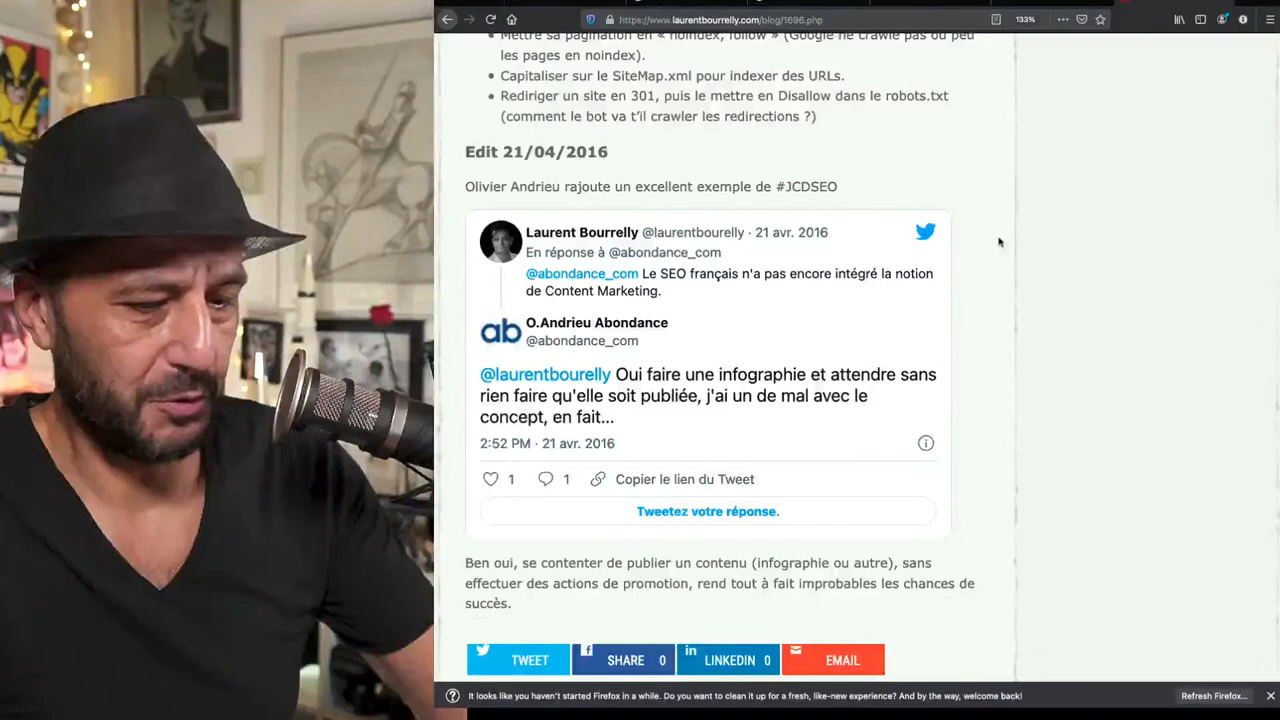 https://www.laurentbourrelly.com/blog/1696.php
133%
Mettre sa pagination en « noindex, follow » (Google ne crawle pas ou peu
les pages en noindex).
Capitaliser sur le SiteMap.xml pour indexer des URLs.
Rediriger un site en 301, puis le mettre en Disallow dans le robots.txt
(comment le bot va t'il crawler les redirections ?)
Edit 21/04/2016
Olivier Andrieu rajoute un excellent exemple de #JCDSEO
Laurent Bourrelly @laurentbourelly · 21 avr. 2016
En réponse à @abondance_com
@abondance_com Le SEO français n'a pas encore intégré la notion
de Content Marketing.
ab
O.Andrieu Abondance
@abondance_com
@laurentbourelly Oui faire une infographie et attendre sans
rien faire qu'elle soit publiée, j'ai un de mal avec le
concept, en fait...
2:52 PM · 21 avr. 2016
1 1 Copier le lien du Tweet
Tweetez votre réponse.
Ben oui, se contenter de publier un contenu (infographie ou autre), sans
effectuer des actions de promotion, rend tout à fait improbables les chances de
succès.
TWEET SHARE 0 LINKEDIN 0 EMAIL
It looks like you haven't started Firefox in a while. Do you want to clean it up for a fresh, like-new experience? And by the way, welcome back!
Refresh Firefox...